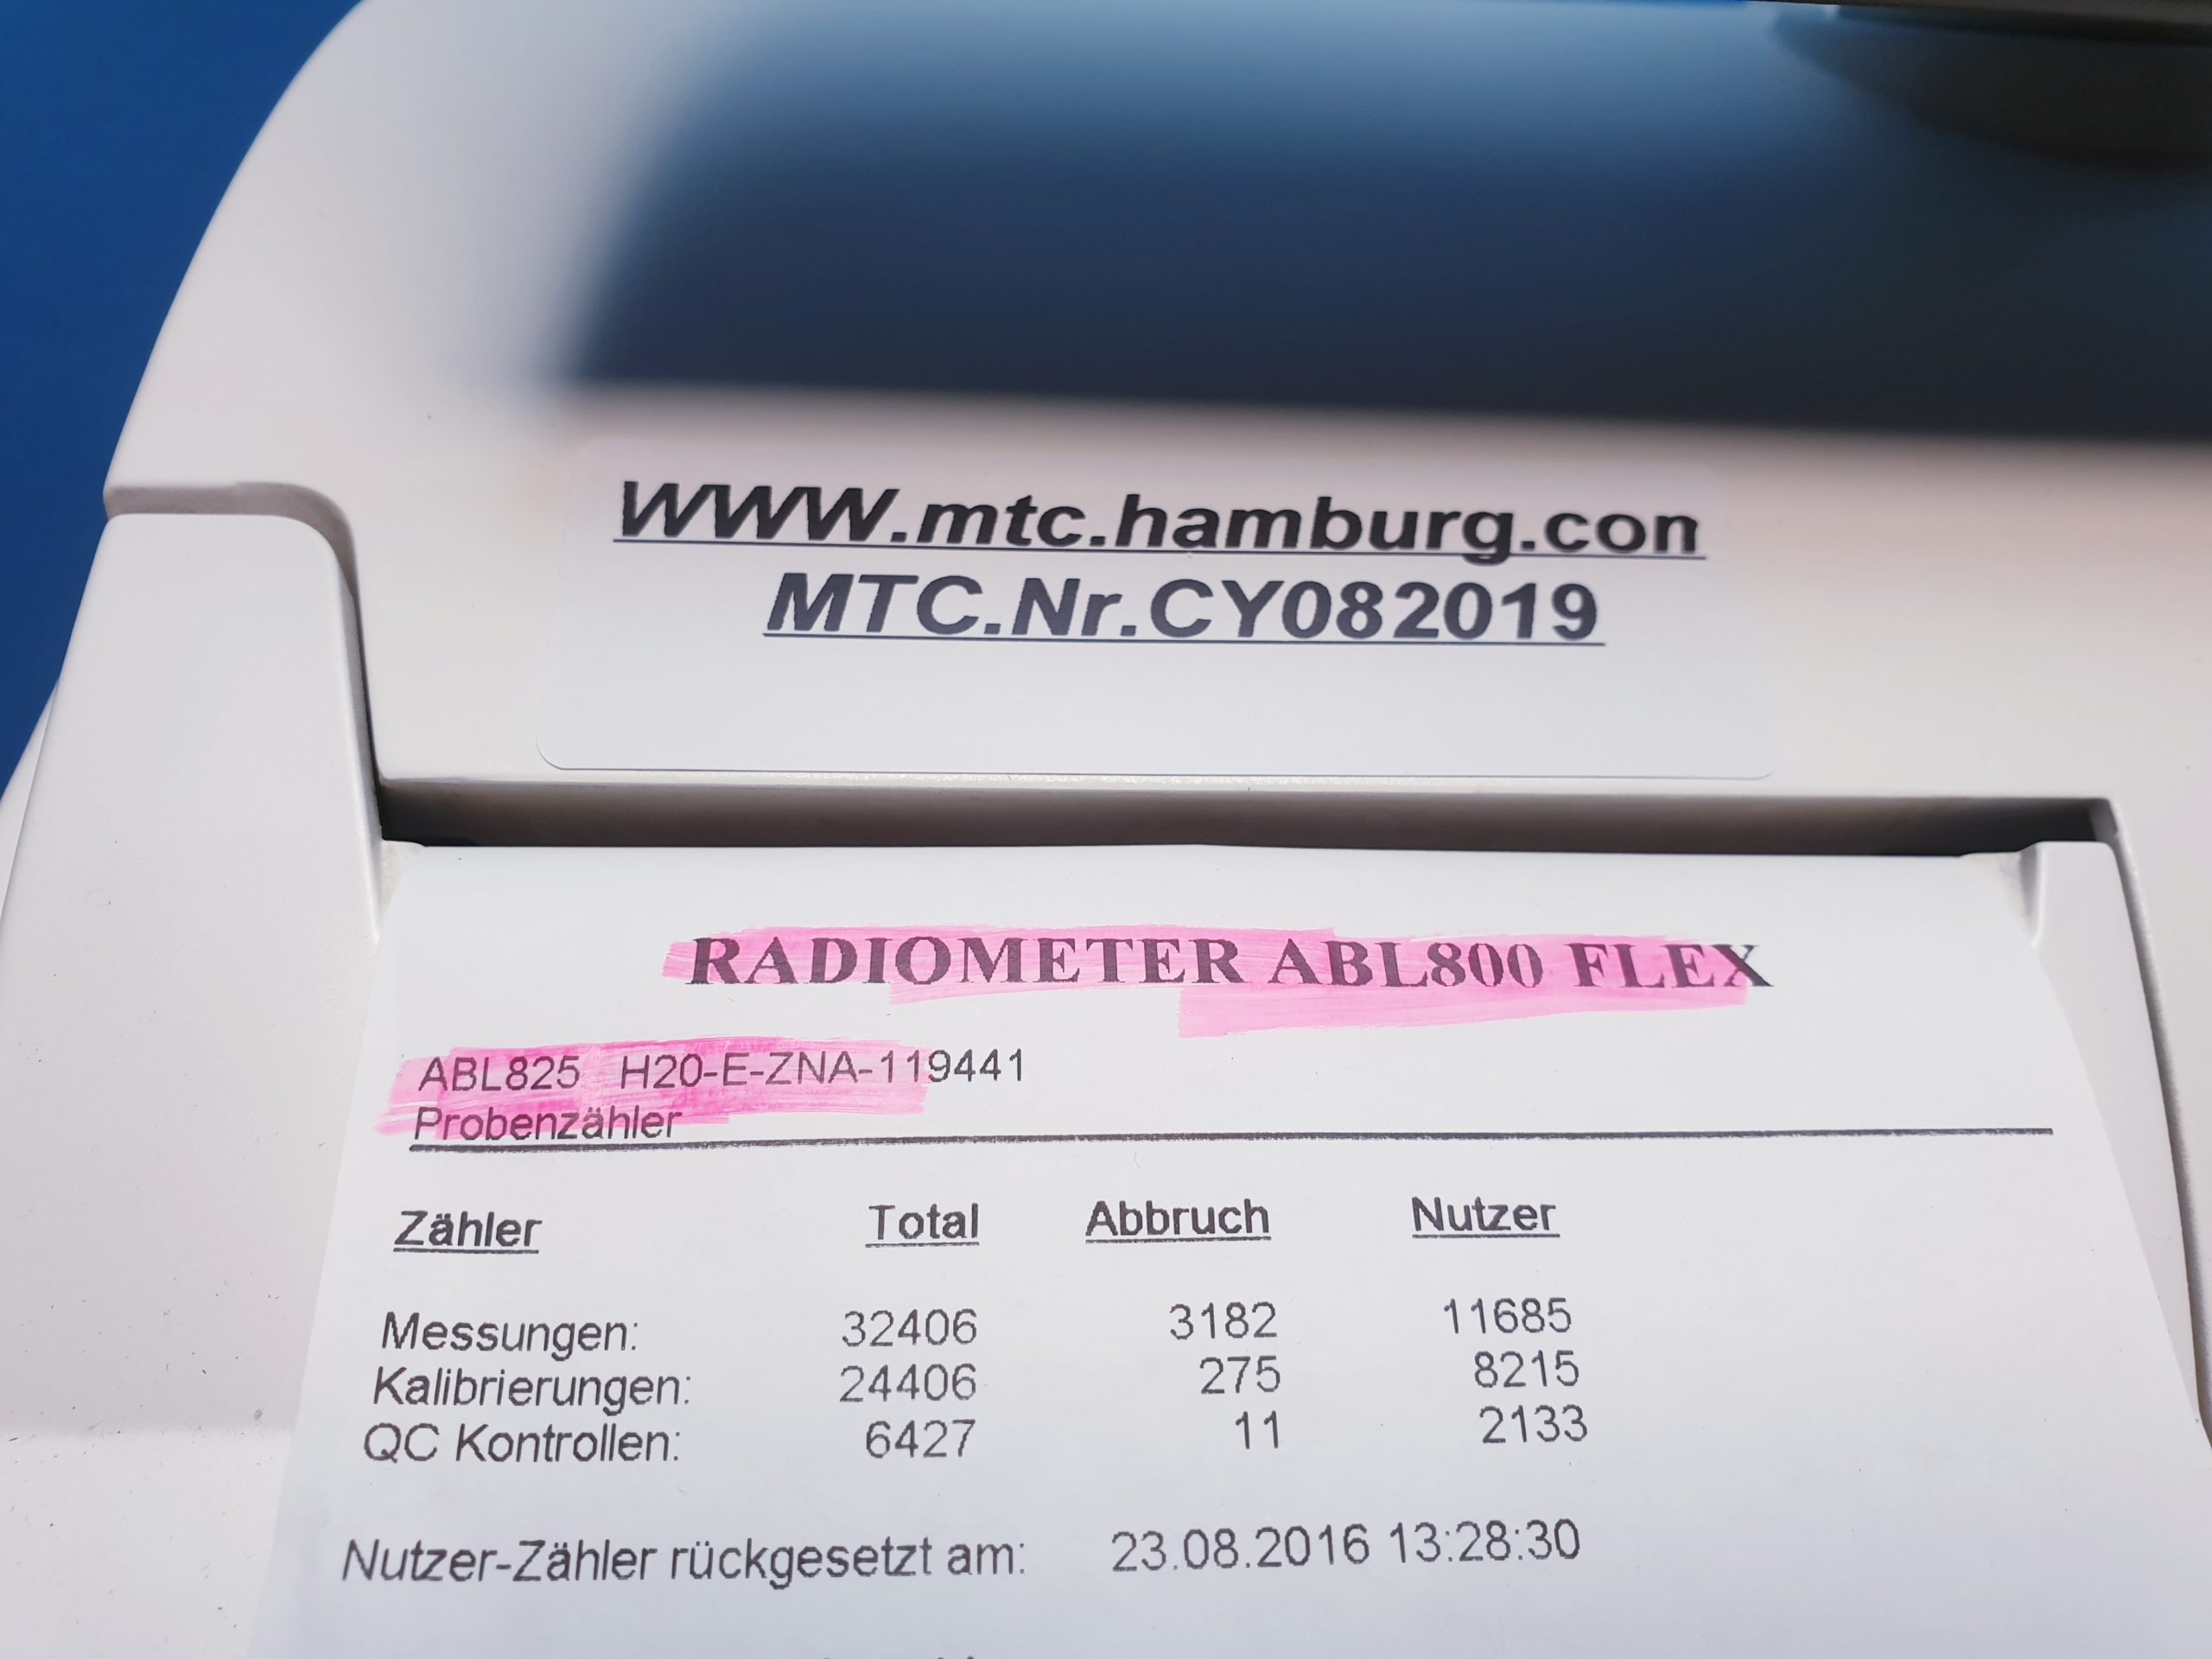 WWW.mtc.hamburg.con
MTC.Nr.CY082019
RADIOMETER ABL800 FLEX
ABL825 H20-E-ZNA-119441
Probenzähler
Zähler Total Abbruch Nutzer
Messungen: 32406 3182 11685
Kalibrierungen: 24406 275 8215
QC Kontrollen: 6427 11 2133
Nutzer-Zähler rückgesetzt am: 23.08.2016 13:28:30